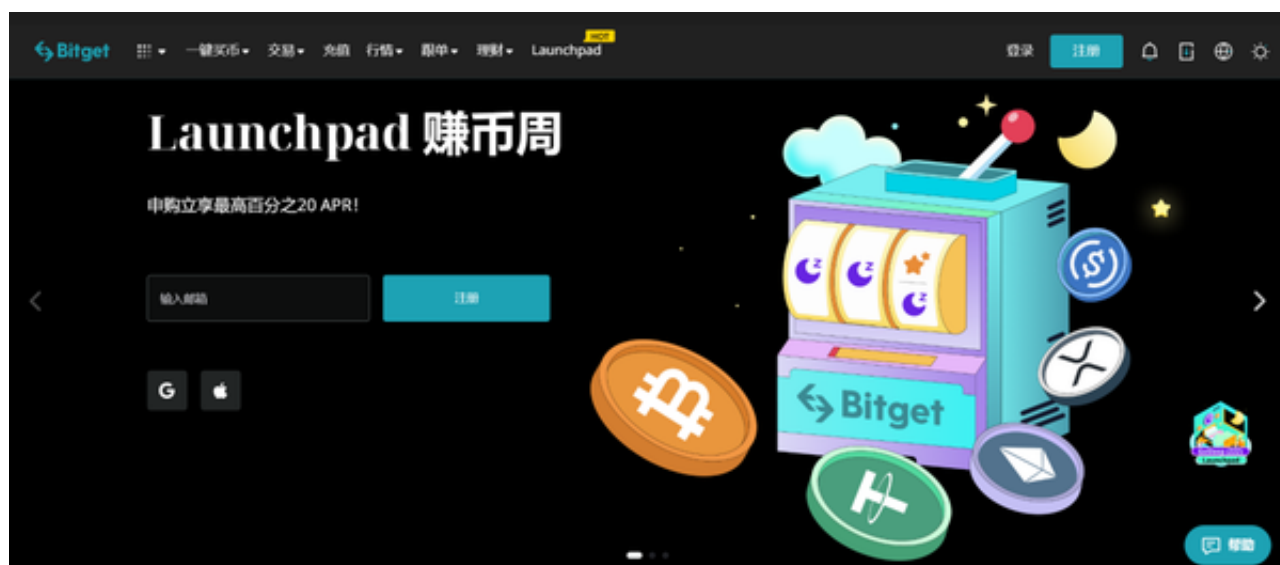 HOT
Bitget 一键买币 交易 充值 行情 跟单 理财 Launchpad 登录 注册
Launchpad 赚币周
申购立享最高百分之20 APR!
输入邮箱 注册
G
Bitget
Launchpad
帮助